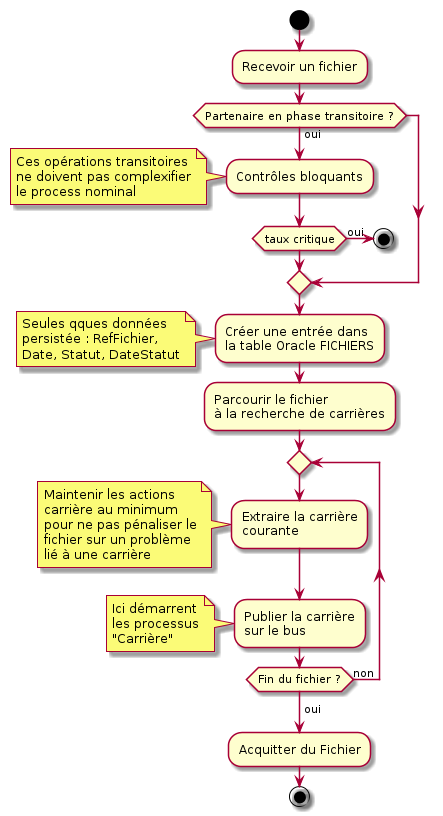 Recevoir un fichier
Partenaire en phase transitoire ?
oui
Ces opérations transitoires
ne doivent pas complexifier
le process nominal
Contrôles bloquants
taux critique
oui
Seules qques données
persistée : RefFichier,
Date, Statut, DateStatut
Créer une entrée dans
la table Oracle FICHIERS
Parcourir le fichier
à la recherche de carrières
Maintenir les actions
carrière au minimum
pour ne pas pénaliser le
fichier sur un problème
lié à une carrière
Extraire la carrière
courante
Ici démarrent
les processus
"Carrière"
Publier la carrière
sur le bus
Fin du fichier ?
non
oui
Acquitter du Fichier